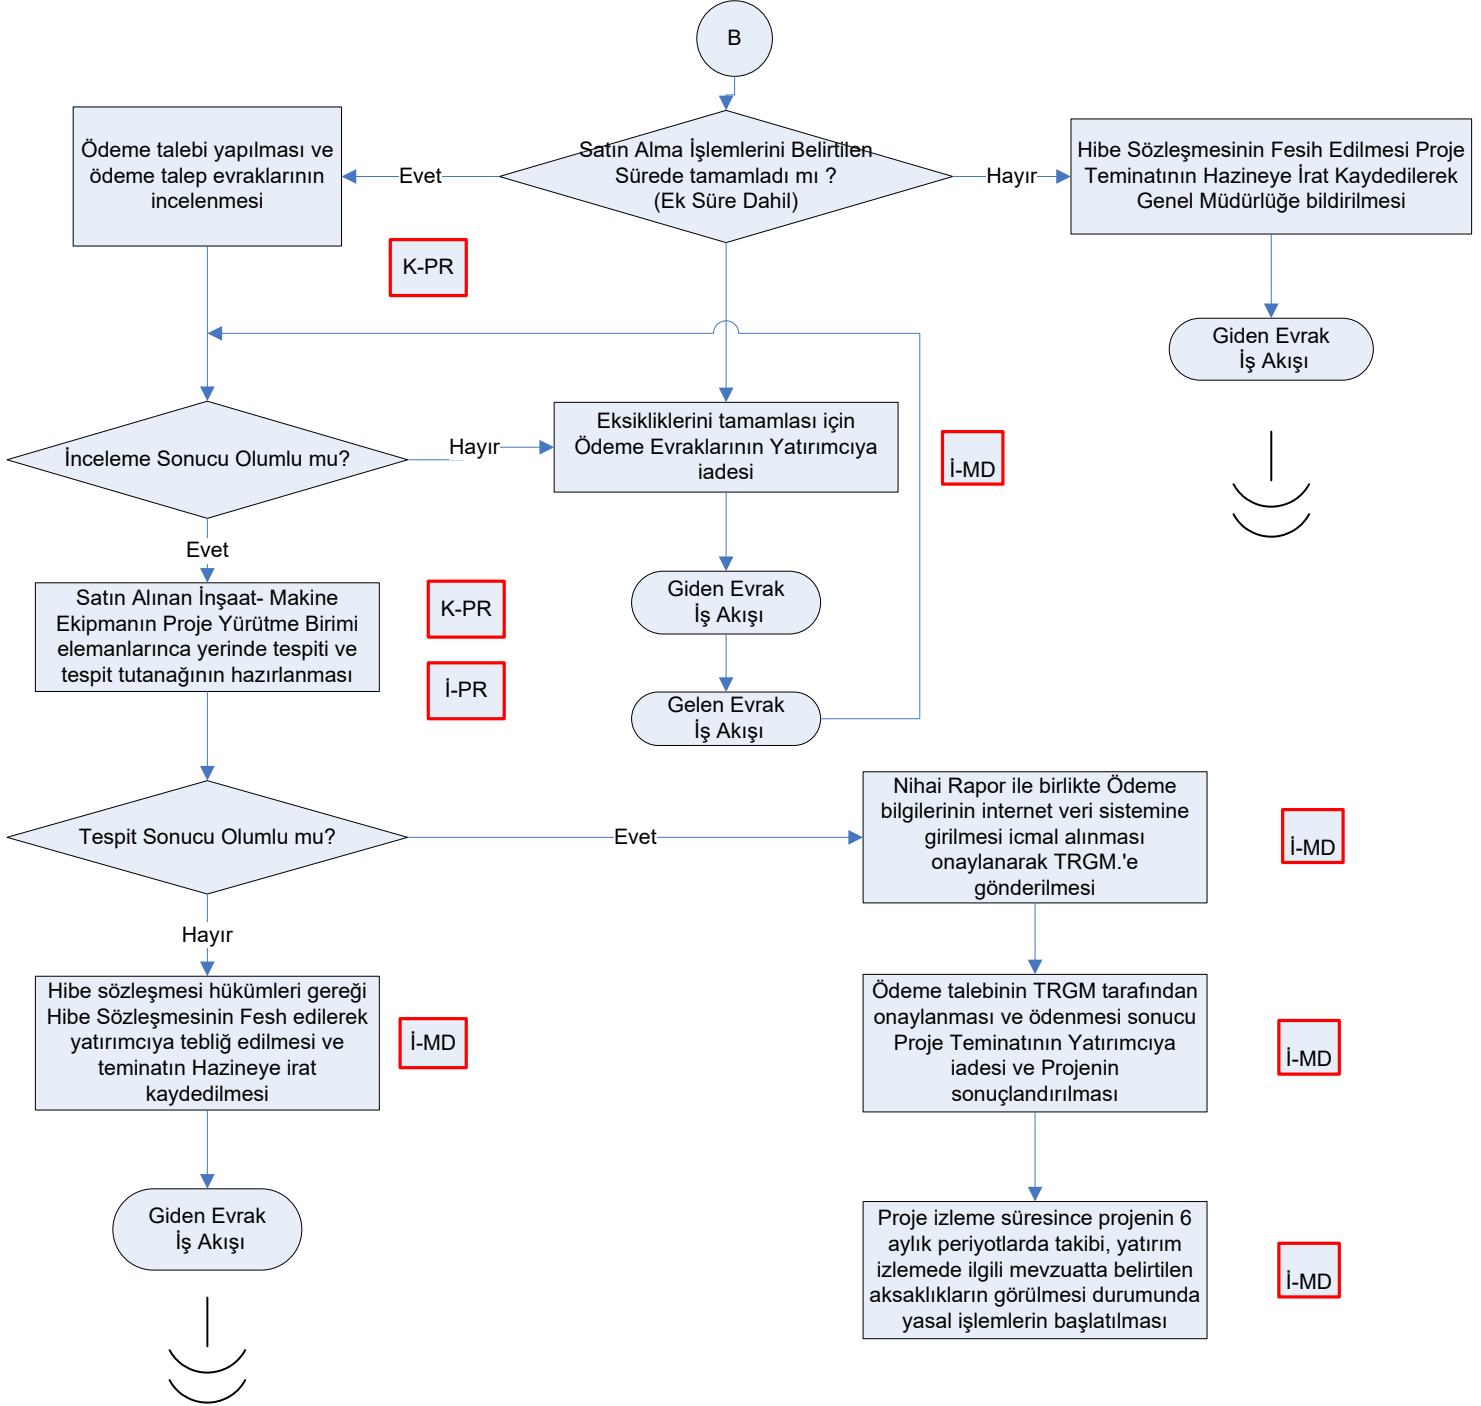 B
Satın Alma İşlemlerini Belirtilen
Sürede tamamladı mı ?
(Ek Süre Dahil)
Evet
Hayır
Ödeme talebi yapılması ve
ödeme talep evraklarının
incelenmesi
Hibe Sözleşmesinin Fesih Edilmesi Proje
Teminatının Hazineye İrat Kaydedilerek
Genel Müdürlüğe bildirilmesi
K-PR
Giden Evrak
İş Akışı
İnceleme Sonucu Olumlu mu?
Hayır
Eksikliklerini tamamlası için
Ödeme Evraklarının Yatırımcıya
iadesi
İ-MD
Evet
Satın Alınan İnşaat- Makine
Ekipmanın Proje Yürütme Birimi
elemanlarınca yerinde tespiti ve
tespit tutanağının hazırlanması
K-PR
İ-PR
Giden Evrak
İş Akışı
Gelen Evrak
İş Akışı
Tespit Sonucu Olumlu mu?
Evet
Nihai Rapor ile birlikte Ödeme
bilgilerinin internet veri sistemine
girilmesi icmal alınması
onaylanarak TRGM.'e
gönderilmesi
İ-MD
Hayır
Hibe sözleşmesi hükümleri gereği
Hibe Sözleşmesinin Fesh edilerek
yatırımcıya tebliğ edilmesi ve
teminatın Hazineye irat
kaydedilmesi
İ-MD
Ödeme talebinin TRGM tarafından
onaylanması ve ödenmesi sonucu
Proje Teminatının Yatırımcıya
iadesi ve Projenin
sonuçlandırılması
İ-MD
Giden Evrak
İş Akışı
Proje izleme süresince projenin 6
aylık periyotlarda takibi, yatırım
izlemede ilgili mevzuatta belirtilen
aksaklıkların görülmesi durumunda
yasal işlemlerin başlatılması
İ-MD